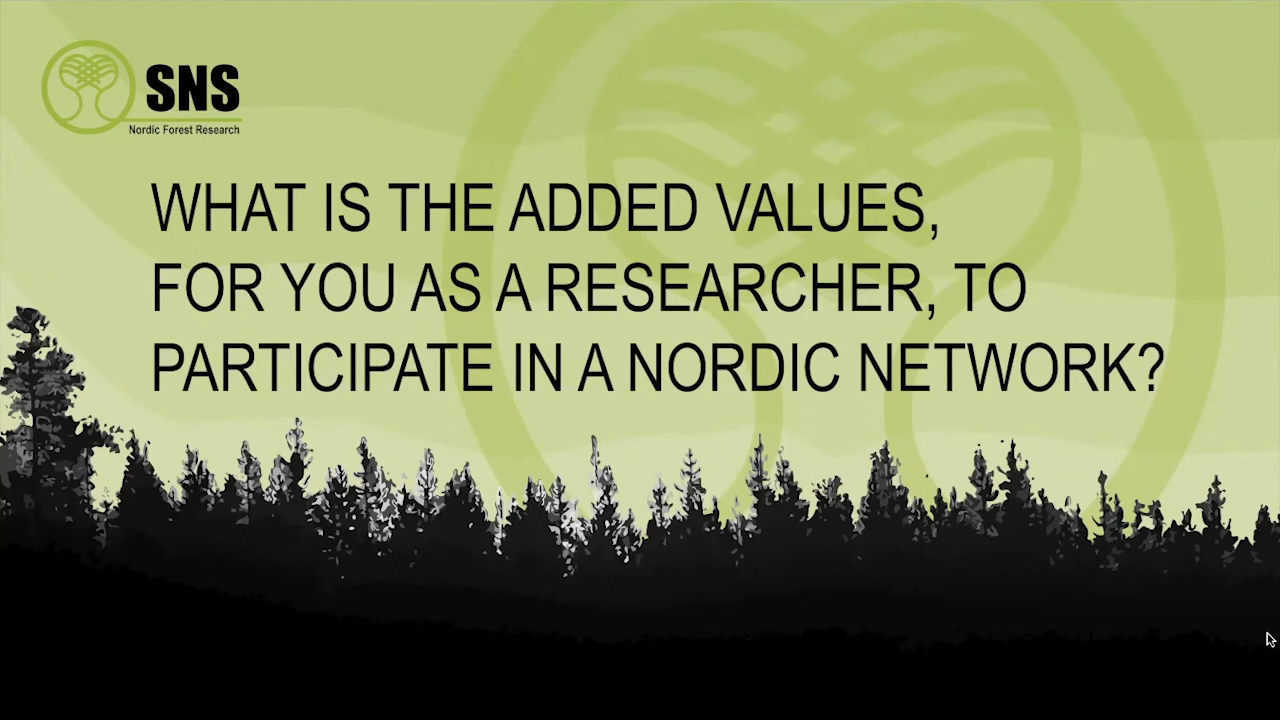 SNS
Nordic Forest Research
WHAT IS THE ADDED VALUES,
FOR YOU AS A RESEARCHER, TO
PARTICIPATE IN A NORDIC NETWORK?